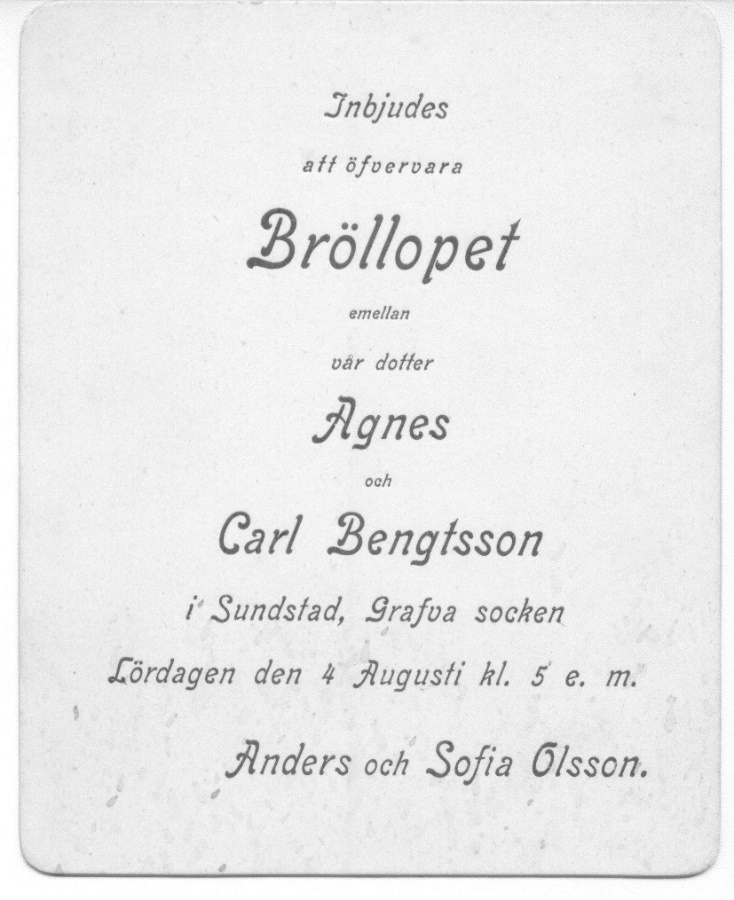 Inbjudes
att öfvervara
Bröllopet
emellan
vår dotter
Agnes
och
Carl Bengtsson
i Sundstad, Grafva socken
Lördagen den 4 Augusti kl. 5 e. m.
Anders och Sofia Olsson.